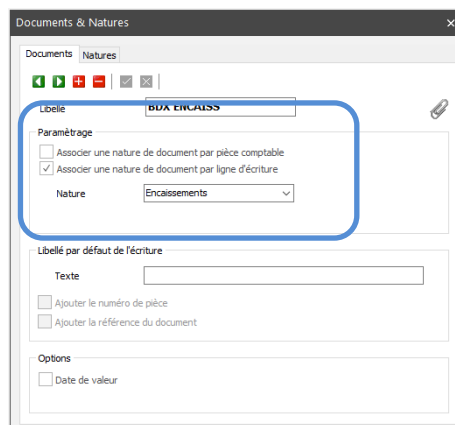 Documents & Natures
Documents Natures
Libellé BDX ENCAISS
Paramètrage
Associer une nature de document par pièce comptable
Associer une nature de document par ligne d'écriture
Nature Encaissements
Libellé par défaut de l'écriture
Texte
Ajouter le numéro de pièce
Ajouter la référence du document
Options
Date de valeur